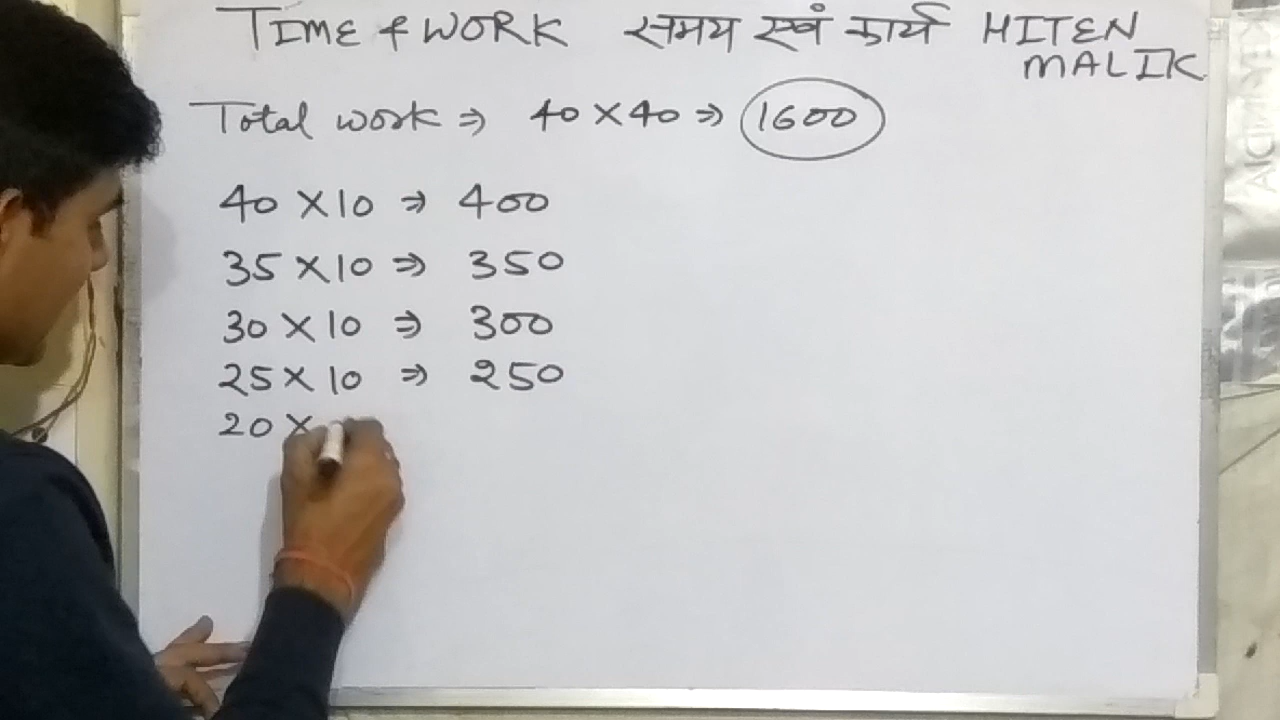 TIME & WORK समय एवं कार्य HITEN
MALIK
Total work ⇒ 40 × 40 ⇒ 1600
40 × 10 ⇒ 400
35 × 10 ⇒ 350
30 × 10 ⇒ 300
25 × 10 ⇒ 250
20 ×